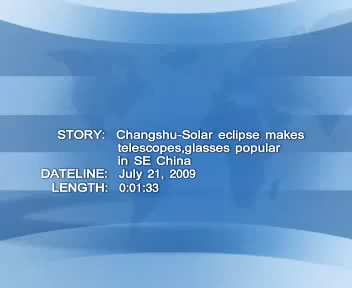 STORY: Changshu-Solar eclipse makes
telescopes,glasses popular
in SE China
DATELINE: July 21, 2009
LENGTH: 0:01:33